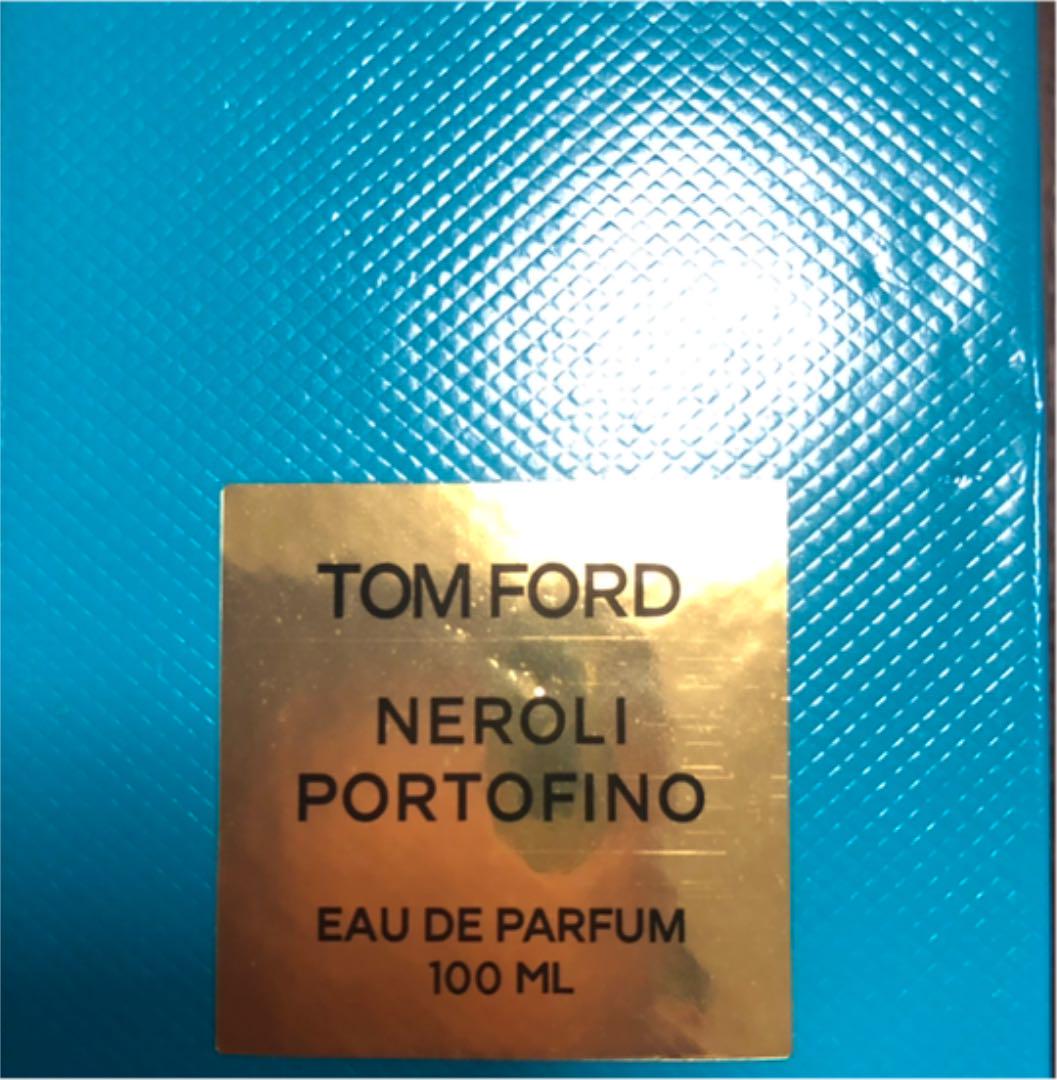 TOM FORD
NEROLI
PORTOFINO
EAU DE PARFUM
100 ML